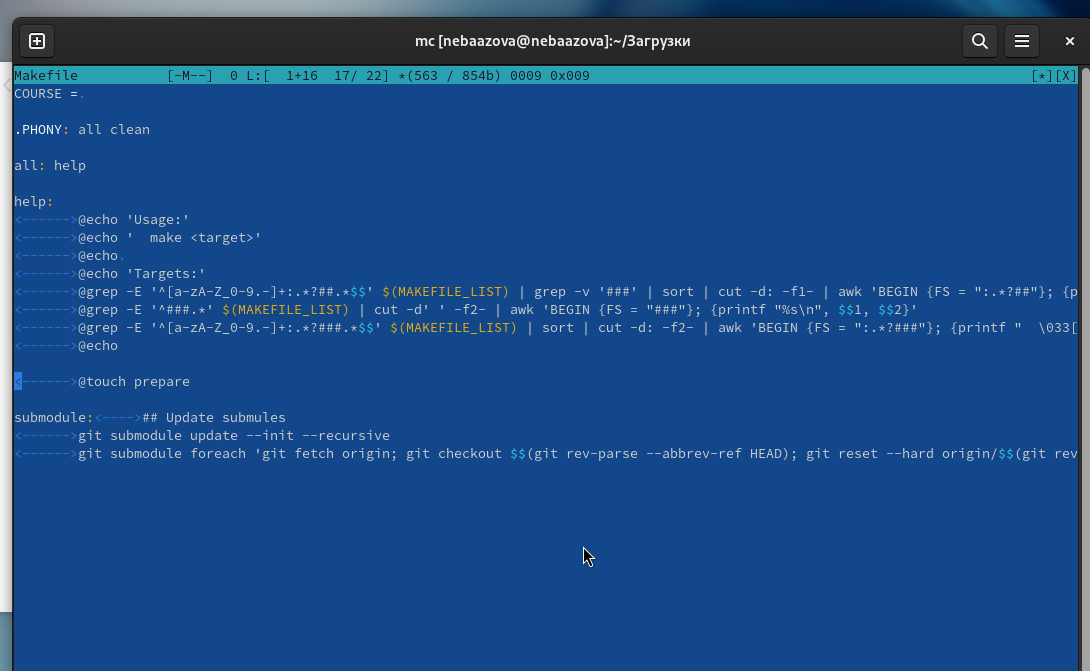 mc [nebaazova@nebaazova]:~/Загрузки
Makefile [-M--] 0 L:[ 1+16 17/ 22] *(563 / 854b) 0009 0x009 [*][X]
COURSE =.
.PHONY: all clean
all: help
help:
<------>@echo 'Usage:'
<------>@echo '  make <target>'
<------>@echo.
<------>@echo 'Targets:'
<------>@grep -E '^[a-zA-Z_0-9.-]+:.*?##.*$$' $(MAKEFILE_LIST) | grep -v '###' | sort | cut -d: -f1- | awk 'BEGIN {FS = ":.*?##"}; {p
<------>@grep -E '^###.*' $(MAKEFILE_LIST) | cut -d' ' -f2- | awk 'BEGIN {FS = "###"}; {printf "%s\n", $$1, $$2}'
<------>@grep -E '^[a-zA-Z_0-9.-]+:.*?###.*$$' $(MAKEFILE_LIST) | sort | cut -d: -f2- | awk 'BEGIN {FS = ":.*?###"}; {printf "  \033[
<------>@echo
<------>@touch prepare
submodule:<---->## Update submules
<------>git submodule update --init --recursive
<------>git submodule foreach 'git fetch origin; git checkout $$(git rev-parse --abbrev-ref HEAD); git reset --hard origin/$$(git rev